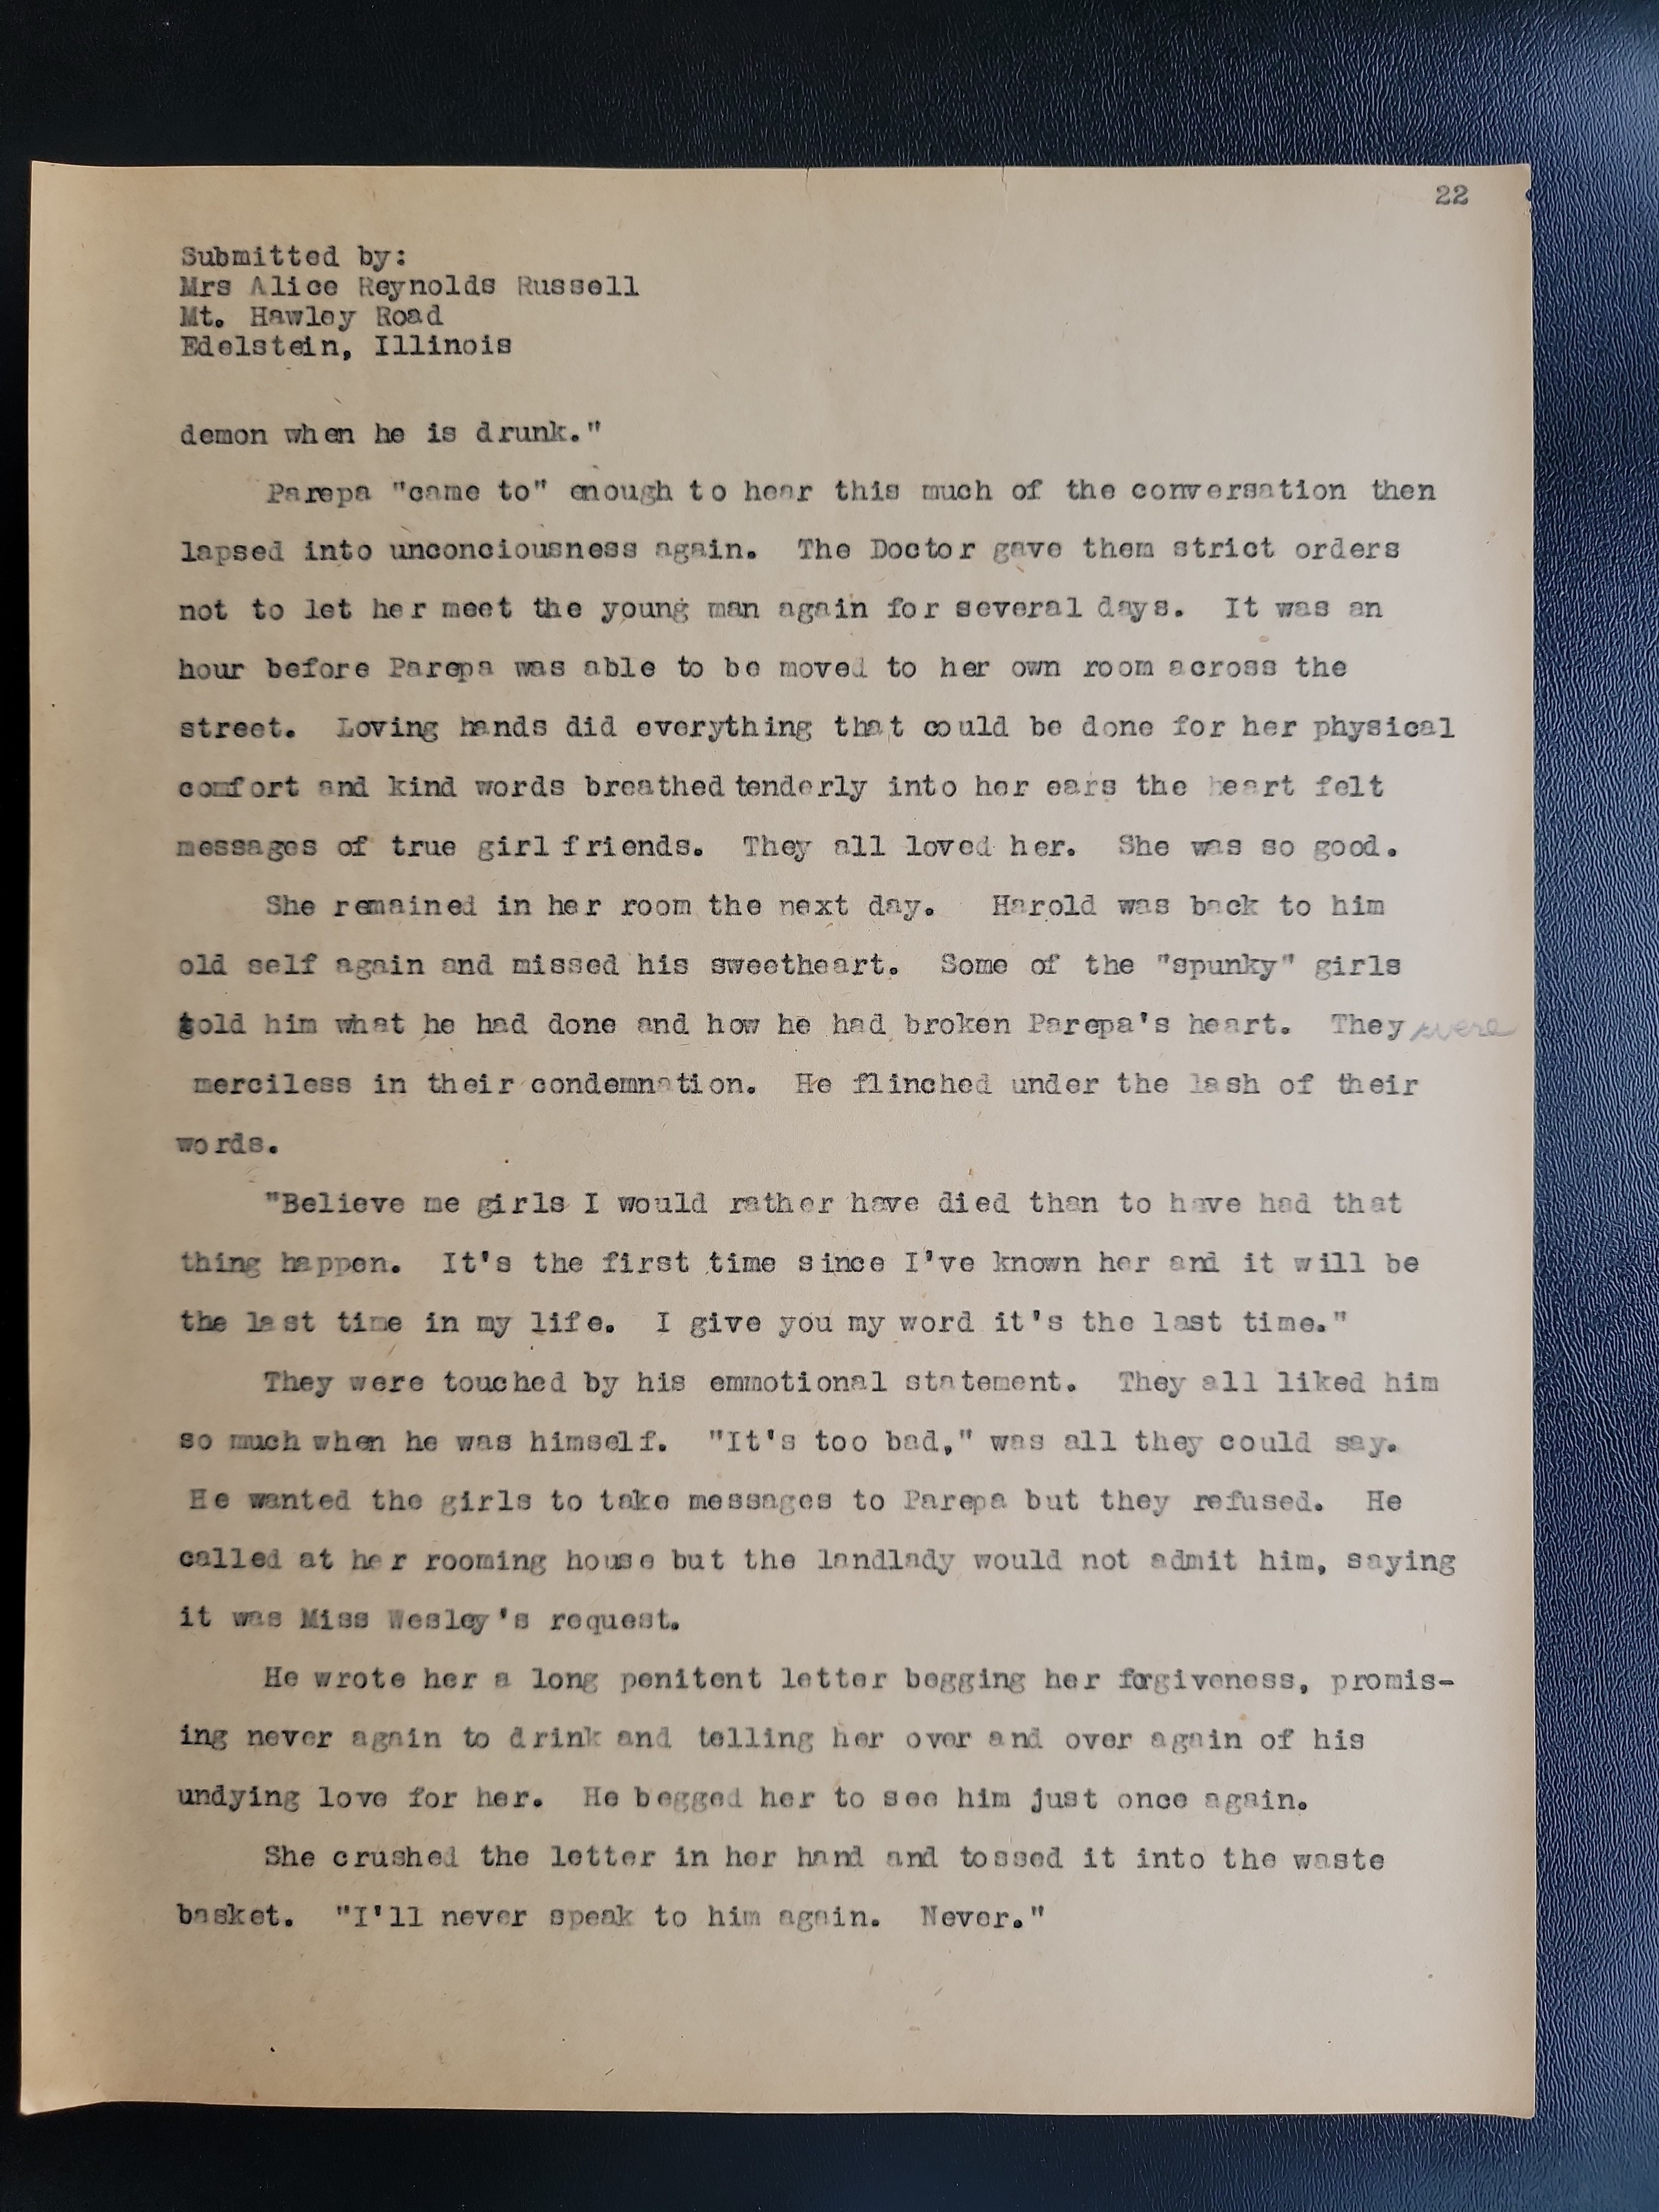 22
Submitted by:
Mrs Alice Reynolds Russell
Mt. Hawley Road
Edelstein, Illinois
demon when he is drunk."
Parepa "came to" enough to hear this much of the conversation then
lapsed into unconciousness again. The Doctor gave them strict orders
not to let her meet the young man again for several days. It was an
hour before Parepa was able to be moved to her own room across the
street. Loving hands did everything that could be done for her physical
comfort and kind words breathed tenderly into her ears the heart felt
messages of true girl friends. They all loved her. She was so good.
She remained in her room the next day. Harold was back to him
old self again and missed his sweetheart. Some of the "spunky" girls
told him what he had done and how he had broken Parepa's heart. They were
merciless in their condemnation. He flinched under the lash of their
words.
"Believe me girls I would rather have died than to have had that
thing happen. It's the first time since I've known her and it will be
the last time in my life. I give you my word it's the last time."
They were touched by his emmotional statement. They all liked him
so much when he was himself. "It's too bad," was all they could say.
He wanted the girls to take messages to Parepa but they refused. He
called at her rooming house but the landlady would not admit him, saying
it was Miss Wesley's request.
He wrote her a long penitent letter begging her forgiveness, promis-
ing never again to drink and telling her over and over again of his
undying love for her. He begged her to see him just once again.
She crushed the letter in her hand and tossed it into the waste
basket. "I'll never speak to him again. Never."